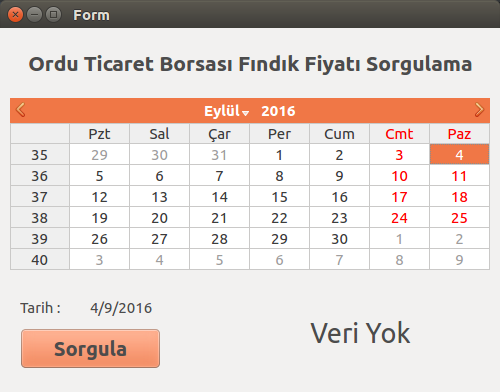 Form
Ordu Ticaret Borsası Fındık Fiyatı Sorgulama
Eylül 2016
Pzt Sal Çar Per Cum Cmt Paz
35 29 30 31 1 2 3 4
36 5 6 7 8 9 10 11
37 12 13 14 15 16 17 18
38 19 20 21 22 23 24 25
39 26 27 28 29 30 1 2
40 3 4 5 6 7 8 9
Tarih : 4/9/2016
Sorgula
Veri Yok